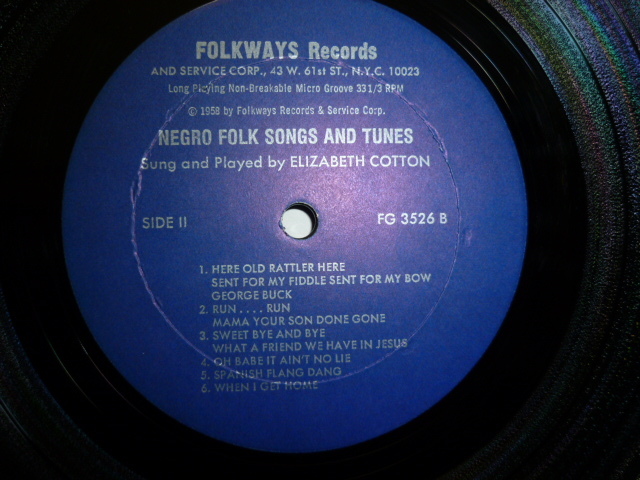 FOLKWAYS Records
AND SERVICE CORP., 43 W. 61st ST., N.Y.C. 10023
Long Playing Non-Breakable Micro Groove 33 1/3 RPM
© 1958 by Folkways Records & Service Corp.
NEGRO FOLK SONGS AND TUNES
Sung and Played by ELIZABETH COTTON
SIDE II
FG 3526 B
1. HERE OLD RATTLER HERE
SENT FOR MY FIDDLE SENT FOR MY BOW
GEORGE BUCK
2. RUN . . . . RUN
MAMA YOUR SON DONE GONE
3. SWEET BYE AND BYE
WHAT A FRIEND WE HAVE IN JESUS
4. OH BABE IT AIN'T NO LIE
5. SPANISH FLANG DANG
6. WHEN I GET HOME